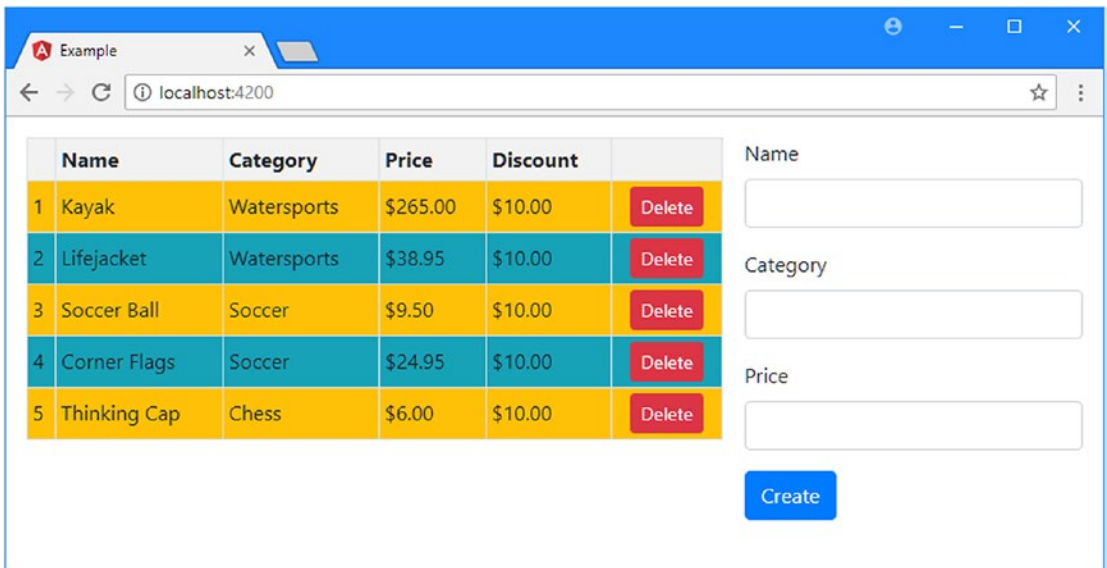 Example
localhost:4200
Name Category Price Discount
1 Kayak Watersports $265.00 $10.00 Delete
2 Lifejacket Watersports $38.95 $10.00 Delete
3 Soccer Ball Soccer $9.50 $10.00 Delete
4 Corner Flags Soccer $24.95 $10.00 Delete
5 Thinking Cap Chess $6.00 $10.00 Delete
Name
Category
Price
Create